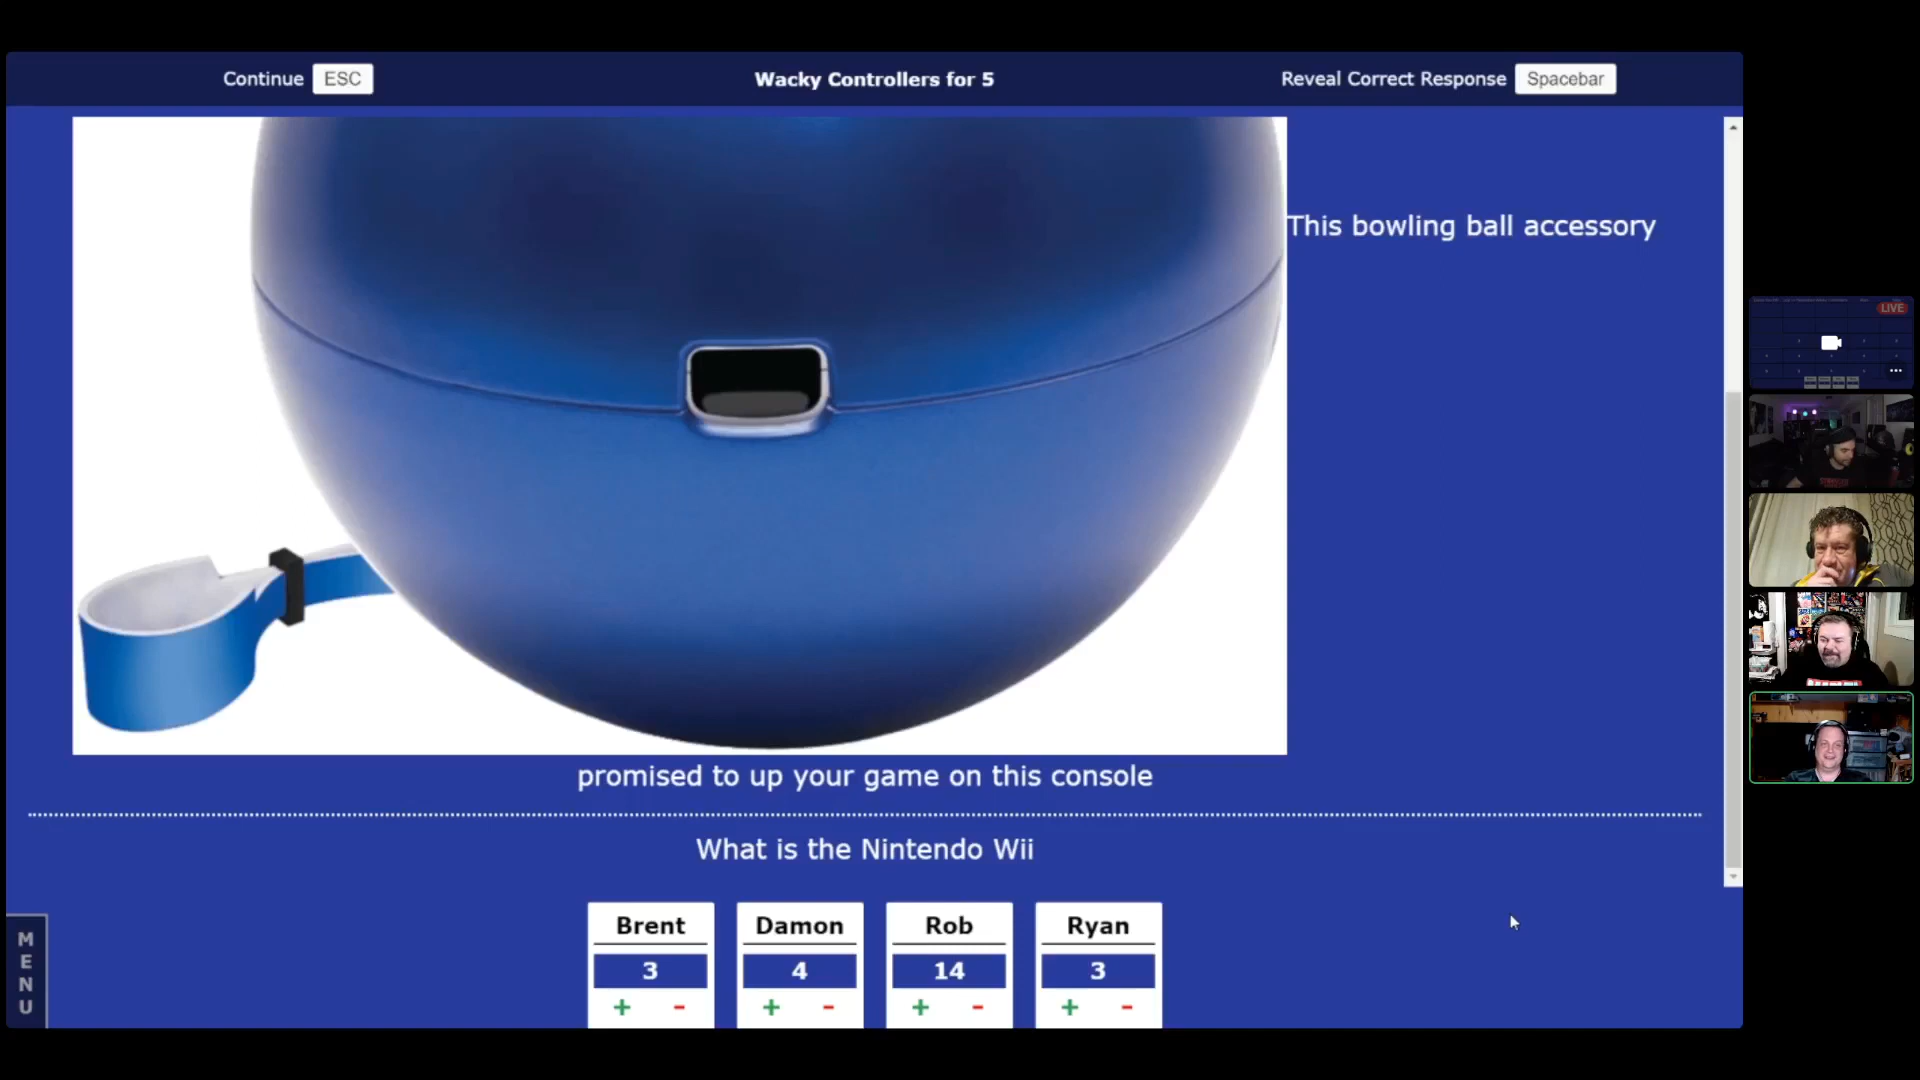 Continue ESC Wacky Controllers for 5 Reveal Correct Response Spacebar
This bowling ball accessory
promised to up your game on this console
What is the Nintendo Wii
Brent Damon Rob Ryan
3 4 14 3
+ - + - + - + -
MENU
LIVE